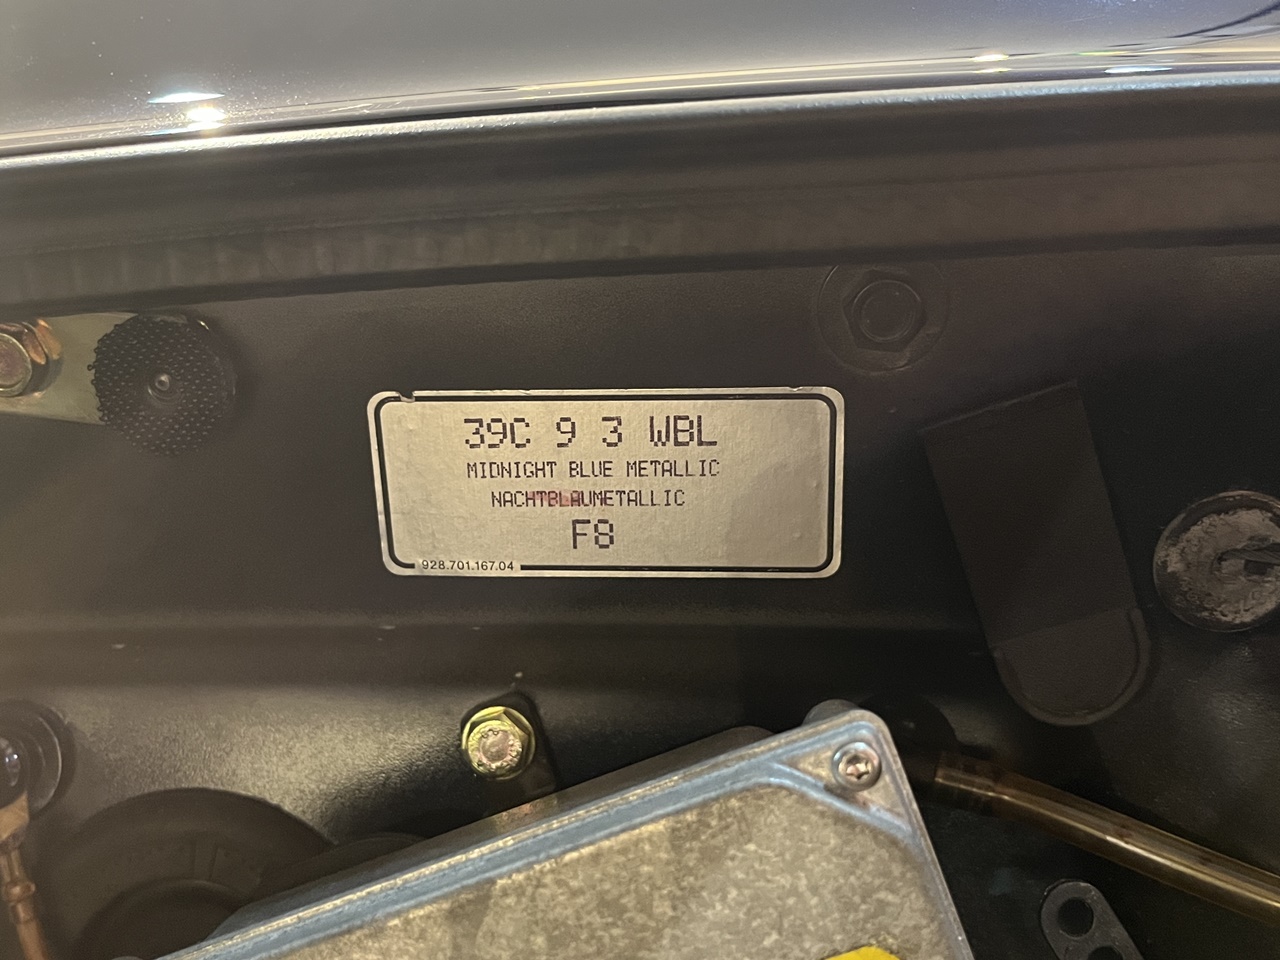 39C 9 3 WBL
MIDNIGHT BLUE METALLIC
NACHTBLAUMETALLIC
F8
928.701.167.04